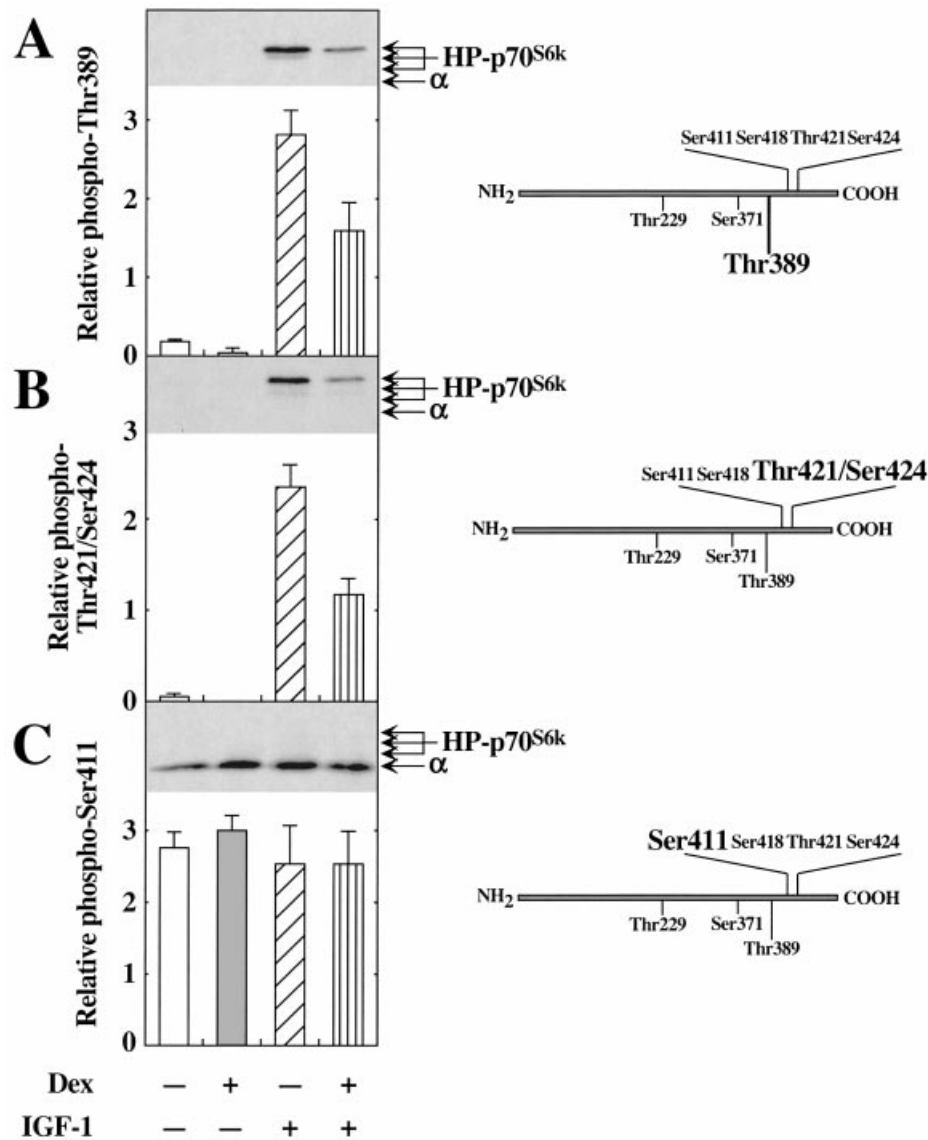 A
HP-p70S6k
α
Relative phospho-Thr389
3
2
1
0
Ser411 Ser418 Thr421 Ser424
NH2
COOH
Thr229
Ser371
Thr389
B
HP-p70S6k
α
Relative phospho-
Thr421/Ser424
3
2
1
0
Ser411 Ser418 Thr421/Ser424
NH2
COOH
Thr229
Ser371
Thr389
C
HP-p70S6k
α
Relative phospho-Ser411
3
2
1
0
Ser411 Ser418 Thr421 Ser424
NH2
COOH
Thr229
Ser371
Thr389
Dex — + — +
IGF-1 — — + +